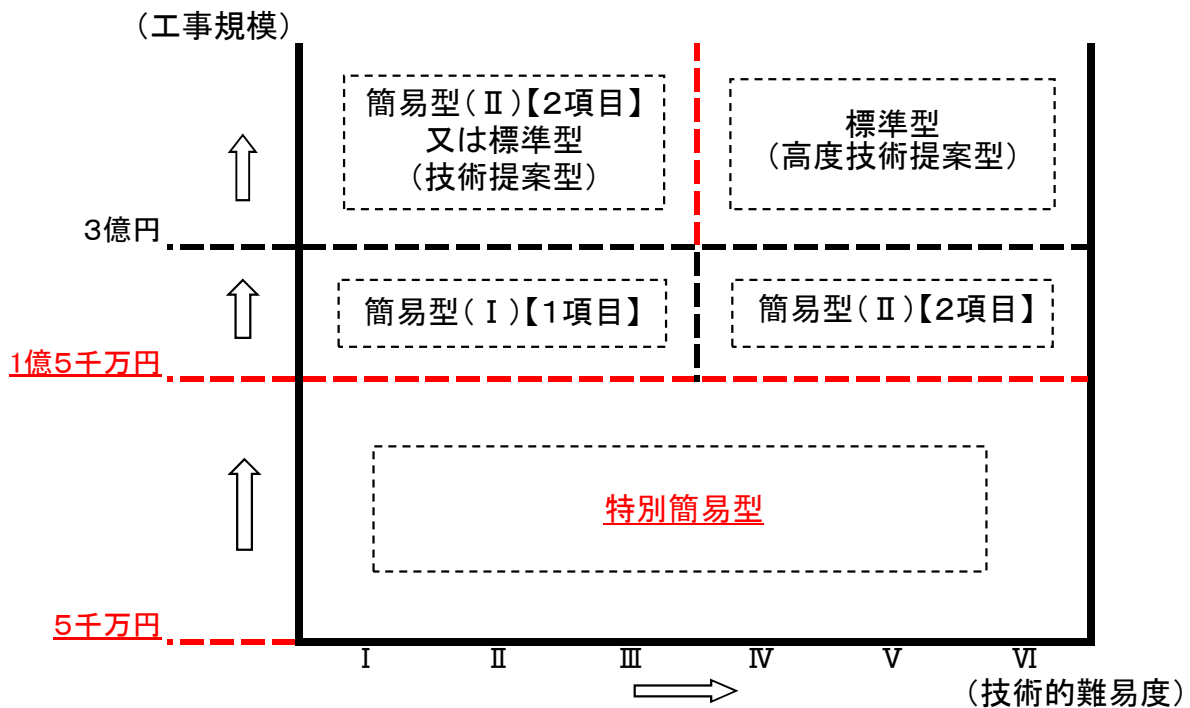 （工事規模）
簡易型（Ⅱ）【２項目】
又は標準型
（技術提案型）
標準型
（高度技術提案型）
３億円
簡易型（Ⅰ）【１項目】
簡易型（Ⅱ）【２項目】
1億5千万円
特別簡易型
５千万円
Ⅰ Ⅱ Ⅲ Ⅳ Ⅴ Ⅵ
（技術的難易度）